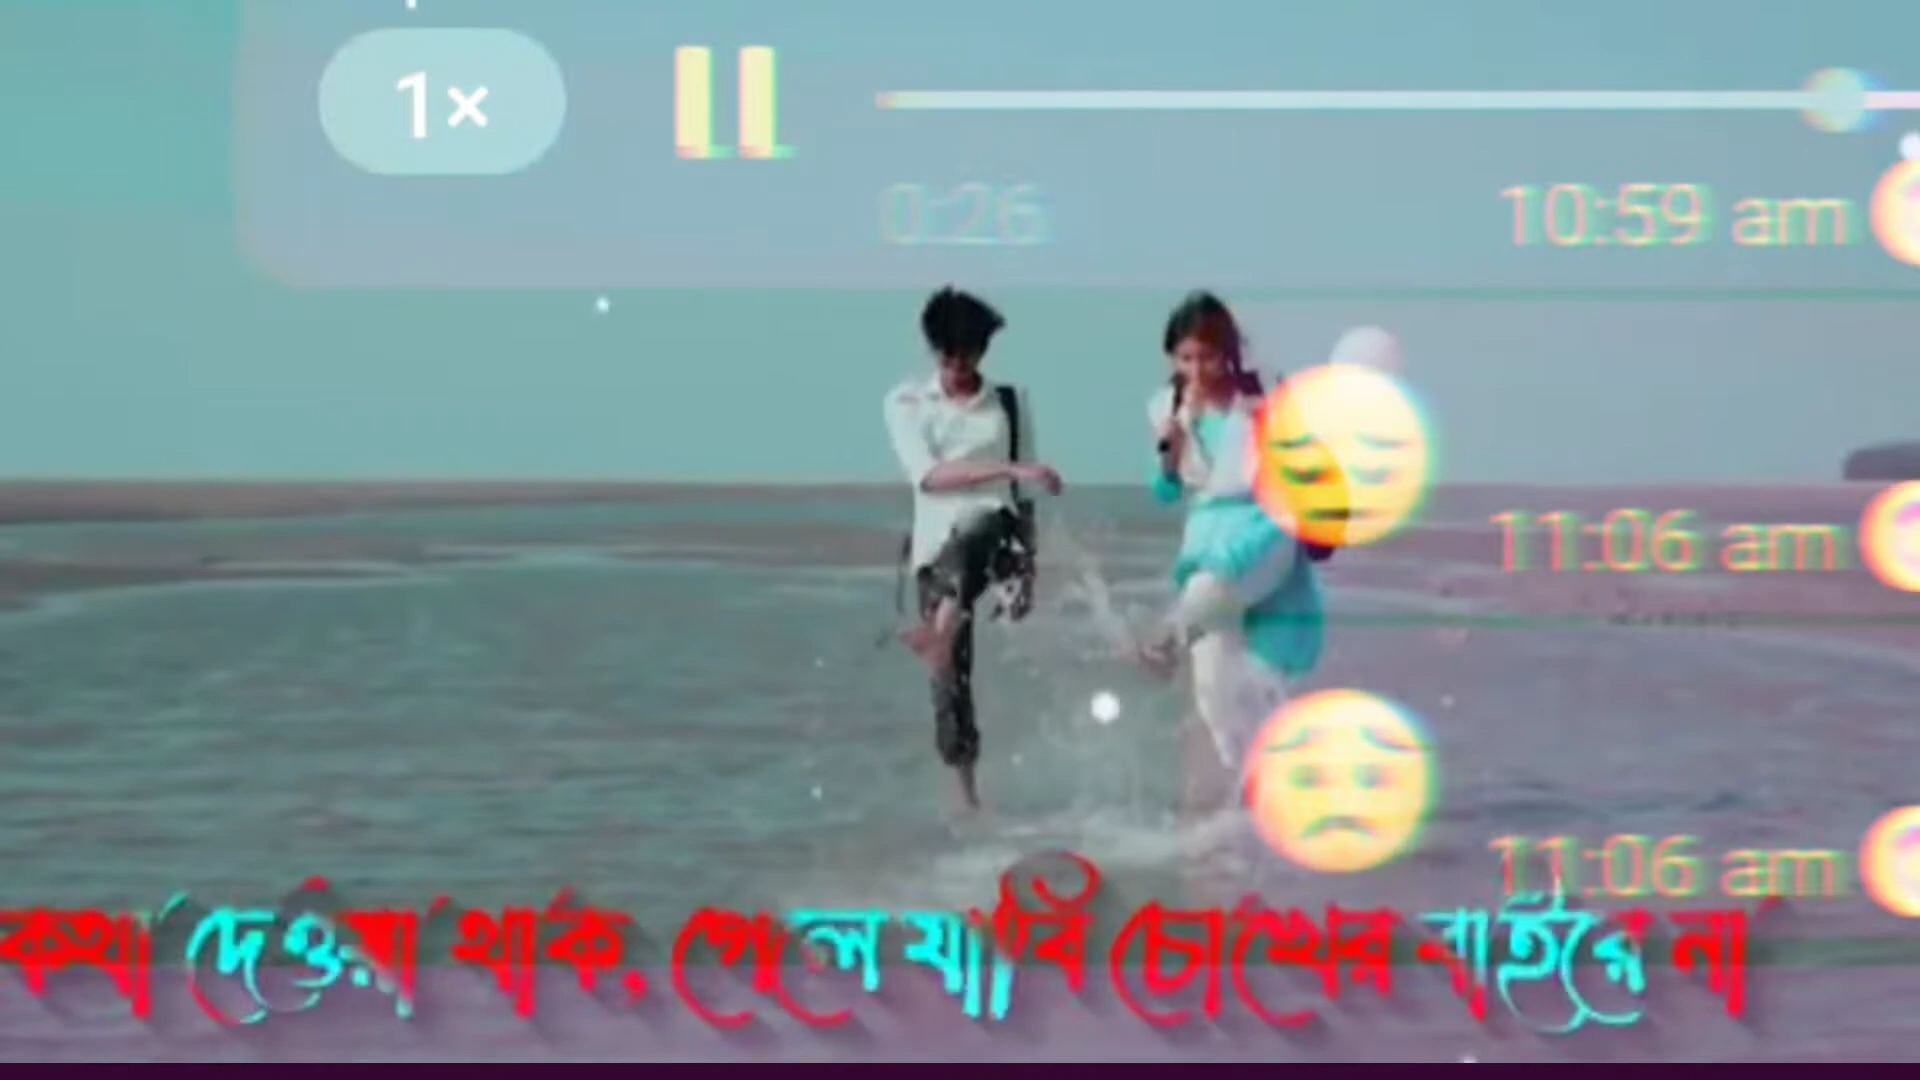 1×
0:26
10:59 am
11:06 am
11:06 am
কথা দেওয়া থাক, গেলে যাবি চোখের বাইরে না